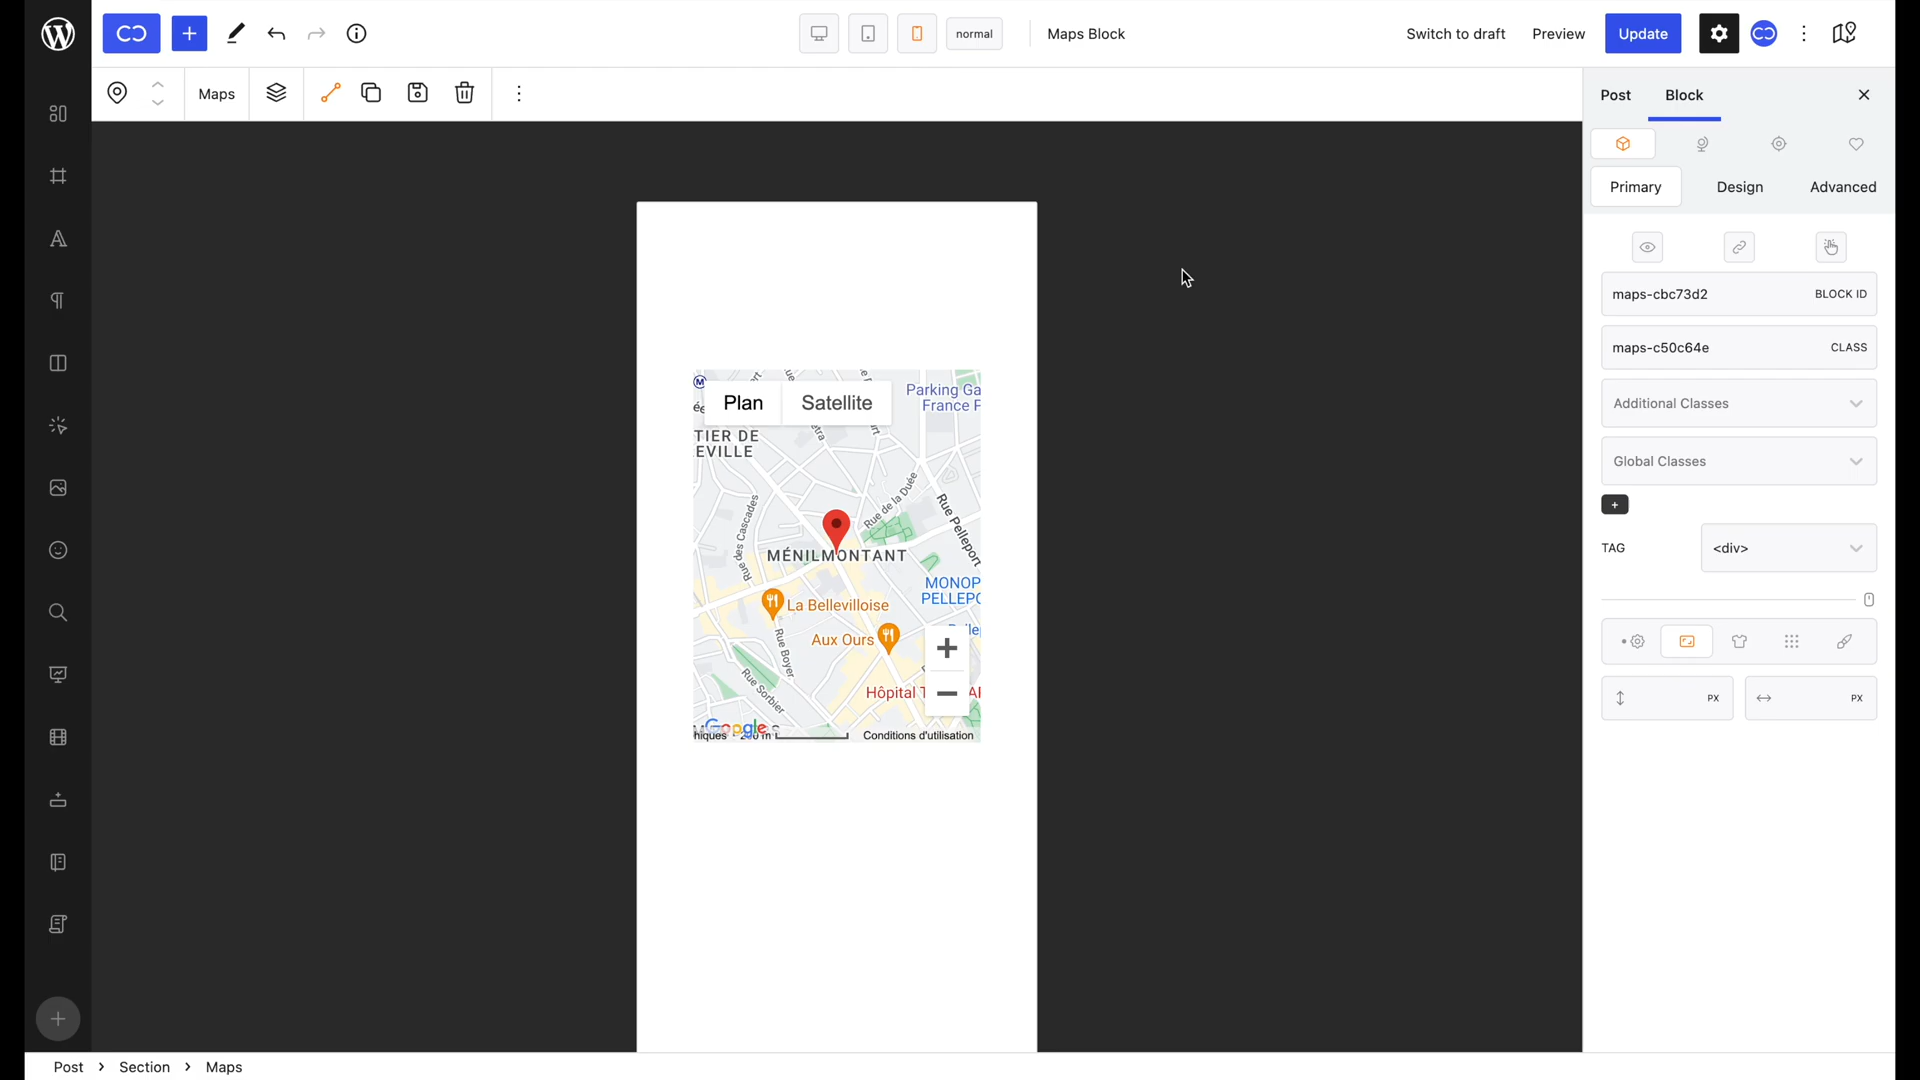 normal
Maps Block
Switch to draft
Preview
Update
Maps
Post
Block
Primary
Design
Advanced
maps-cbc73d2
BLOCK ID
maps-c50c64e
CLASS
Additional Classes
Global Classes
+
TAG
<div>
PX
PX
M
Plan
Satellite
Parking Ga
France F
TIER DE
EVILLE
Rue de la Duée
Rue Pelleport
Rue des Cascades
MÉNILMONTANT
MONOP
PELLEPO
La Bellevilloise
Aux Ours
Rue Boyer
Rue Sorbier
Hôpital T
+
−
Google
hiques
Conditions d'utilisation
Post > Section > Maps